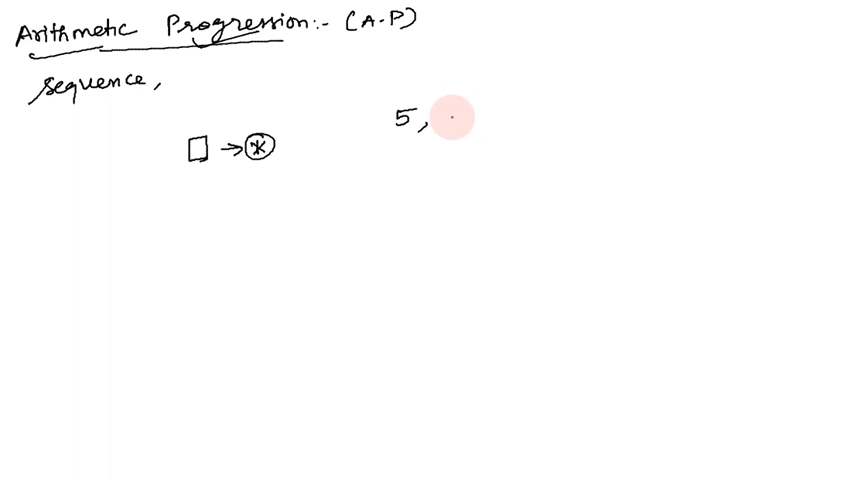 Arithmetic Progression:- (A-P)
sequence,
5,
□ → *